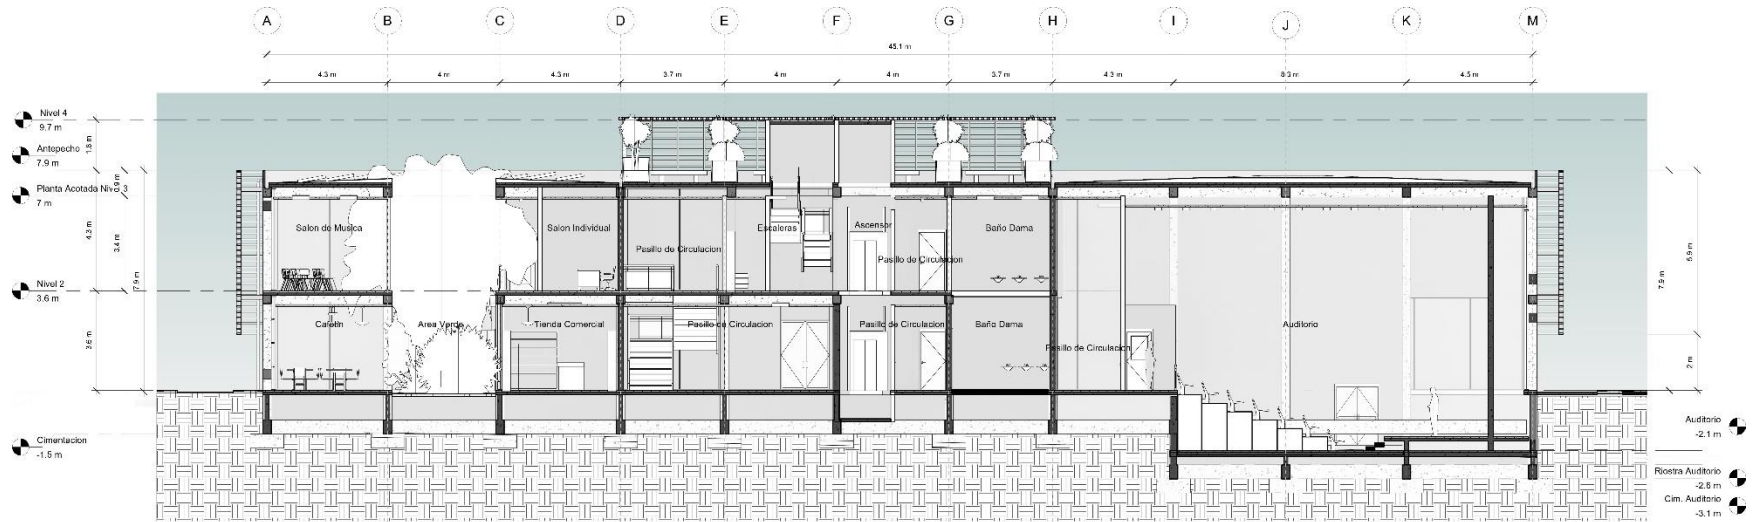 A B C D E F G H I J K M
45.1 m
4.3 m 4 m 4.3 m 3.7 m 4 m 4 m 3.7 m 4.3 m 8.3 m 4.5 m
Nivel 4
9.7 m
1.8 m
Antepecho
7.9 m
.9 m
Planta Acotada Nivel 3
7 m
4.3 m
3.4 m
7.9 m
Nivel 2
3.6 m
3.6 m
Cimentacion
-1.5 m
Salon de Musica
Salon Individual
Pasillo de Circulacion
Escaleras
Ascensor
Pasillo de Circulacion
Baño Dama
Cafetin
Area Verde
Tienda Comercial
Pasillo de Circulacion
Pasillo de Circulacion
Baño Dama
Pasillo de Circulacion
Auditorio
7.9 m
5.9 m
2 m
Auditorio
-2.1 m
Riostra Auditorio
-2.6 m
Cim. Auditorio
-3.1 m